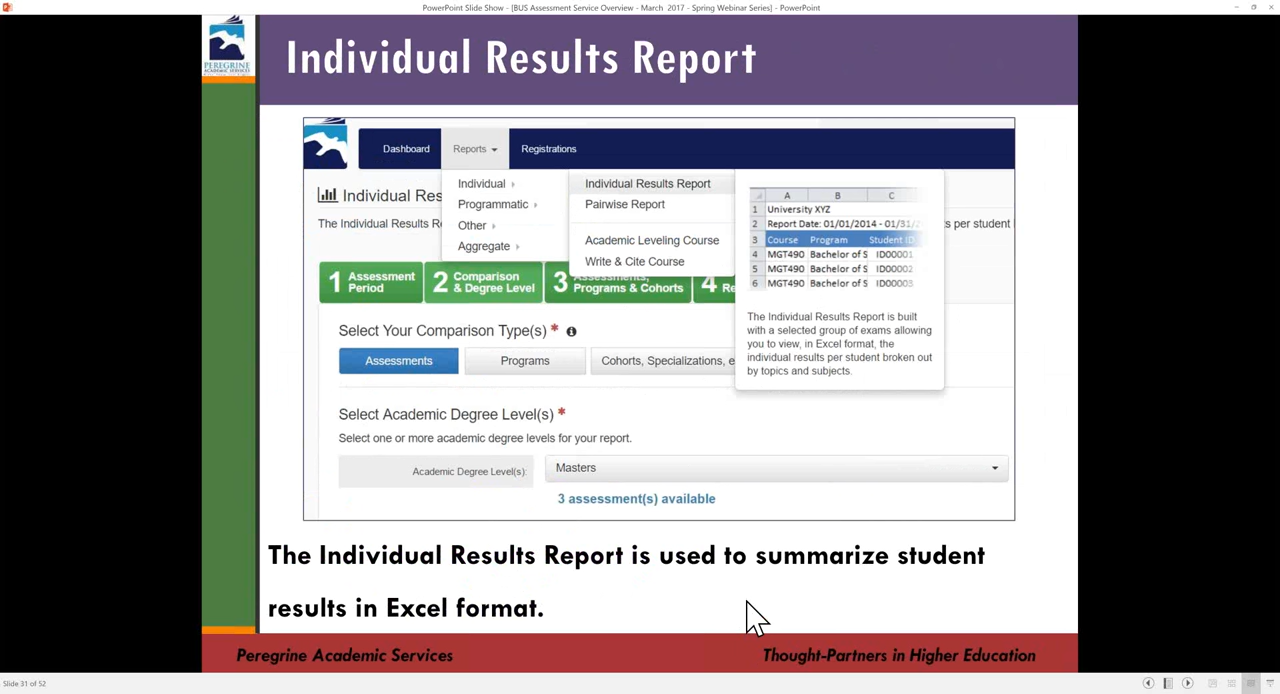 PowerPoint Slide Show - [BUS Assessment Service Overview - March 2017 - Spring Webinar Series] - PowerPoint
PEREGRINE
ACADEMIC SERVICES
Individual Results Report
Dashboard
Reports
Registrations
Individual Res
The Individual Results R
s per student
Individual
Programmatic
Other
Aggregate
Individual Results Report
Pairwise Report
Academic Leveling Course
Write & Cite Course
A B C
1 University XYZ
2 Report Date: 01/01/2014 - 01/31/2
3 Course Program Student ID
4 MGT490 Bachelor of S ID00001
5 MGT490 Bachelor of S ID00002
6 MGT490 Bachelor of S ID00003
The Individual Results Report is built
with a selected group of exams allowing
you to view, in Excel format, the
individual results per student broken out
by topics and subjects.
1 Assessment
Period
2 Comparison
& Degree Level
3 Assessments,
Programs & Cohorts
4 Re
Select Your Comparison Type(s) *
Assessments
Programs
Cohorts, Specializations, e
Select Academic Degree Level(s) *
Select one or more academic degree levels for your report.
Academic Degree Level(s):
Masters
3 assessment(s) available
The Individual Results Report is used to summarize student
results in Excel format.
Peregrine Academic Services
Thought-Partners in Higher Education
Slide 31 of 52